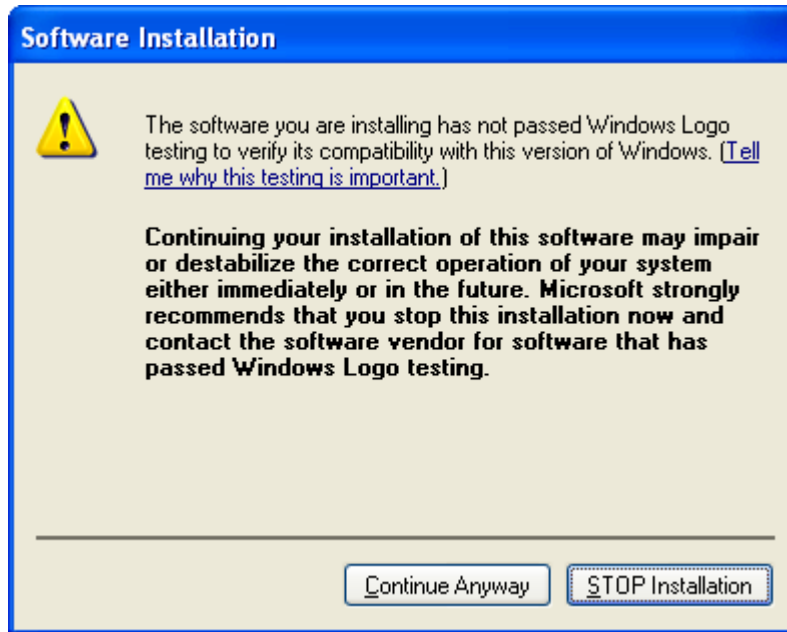 Software Installation
The software you are installing has not passed Windows Logo
testing to verify its compatibility with this version of Windows. (Tell
me why this testing is important.)
Continuing your installation of this software may impair
or destabilize the correct operation of your system
either immediately or in the future. Microsoft strongly
recommends that you stop this installation now and
contact the software vendor for software that has
passed Windows Logo testing.
Continue Anyway
STOP Installation